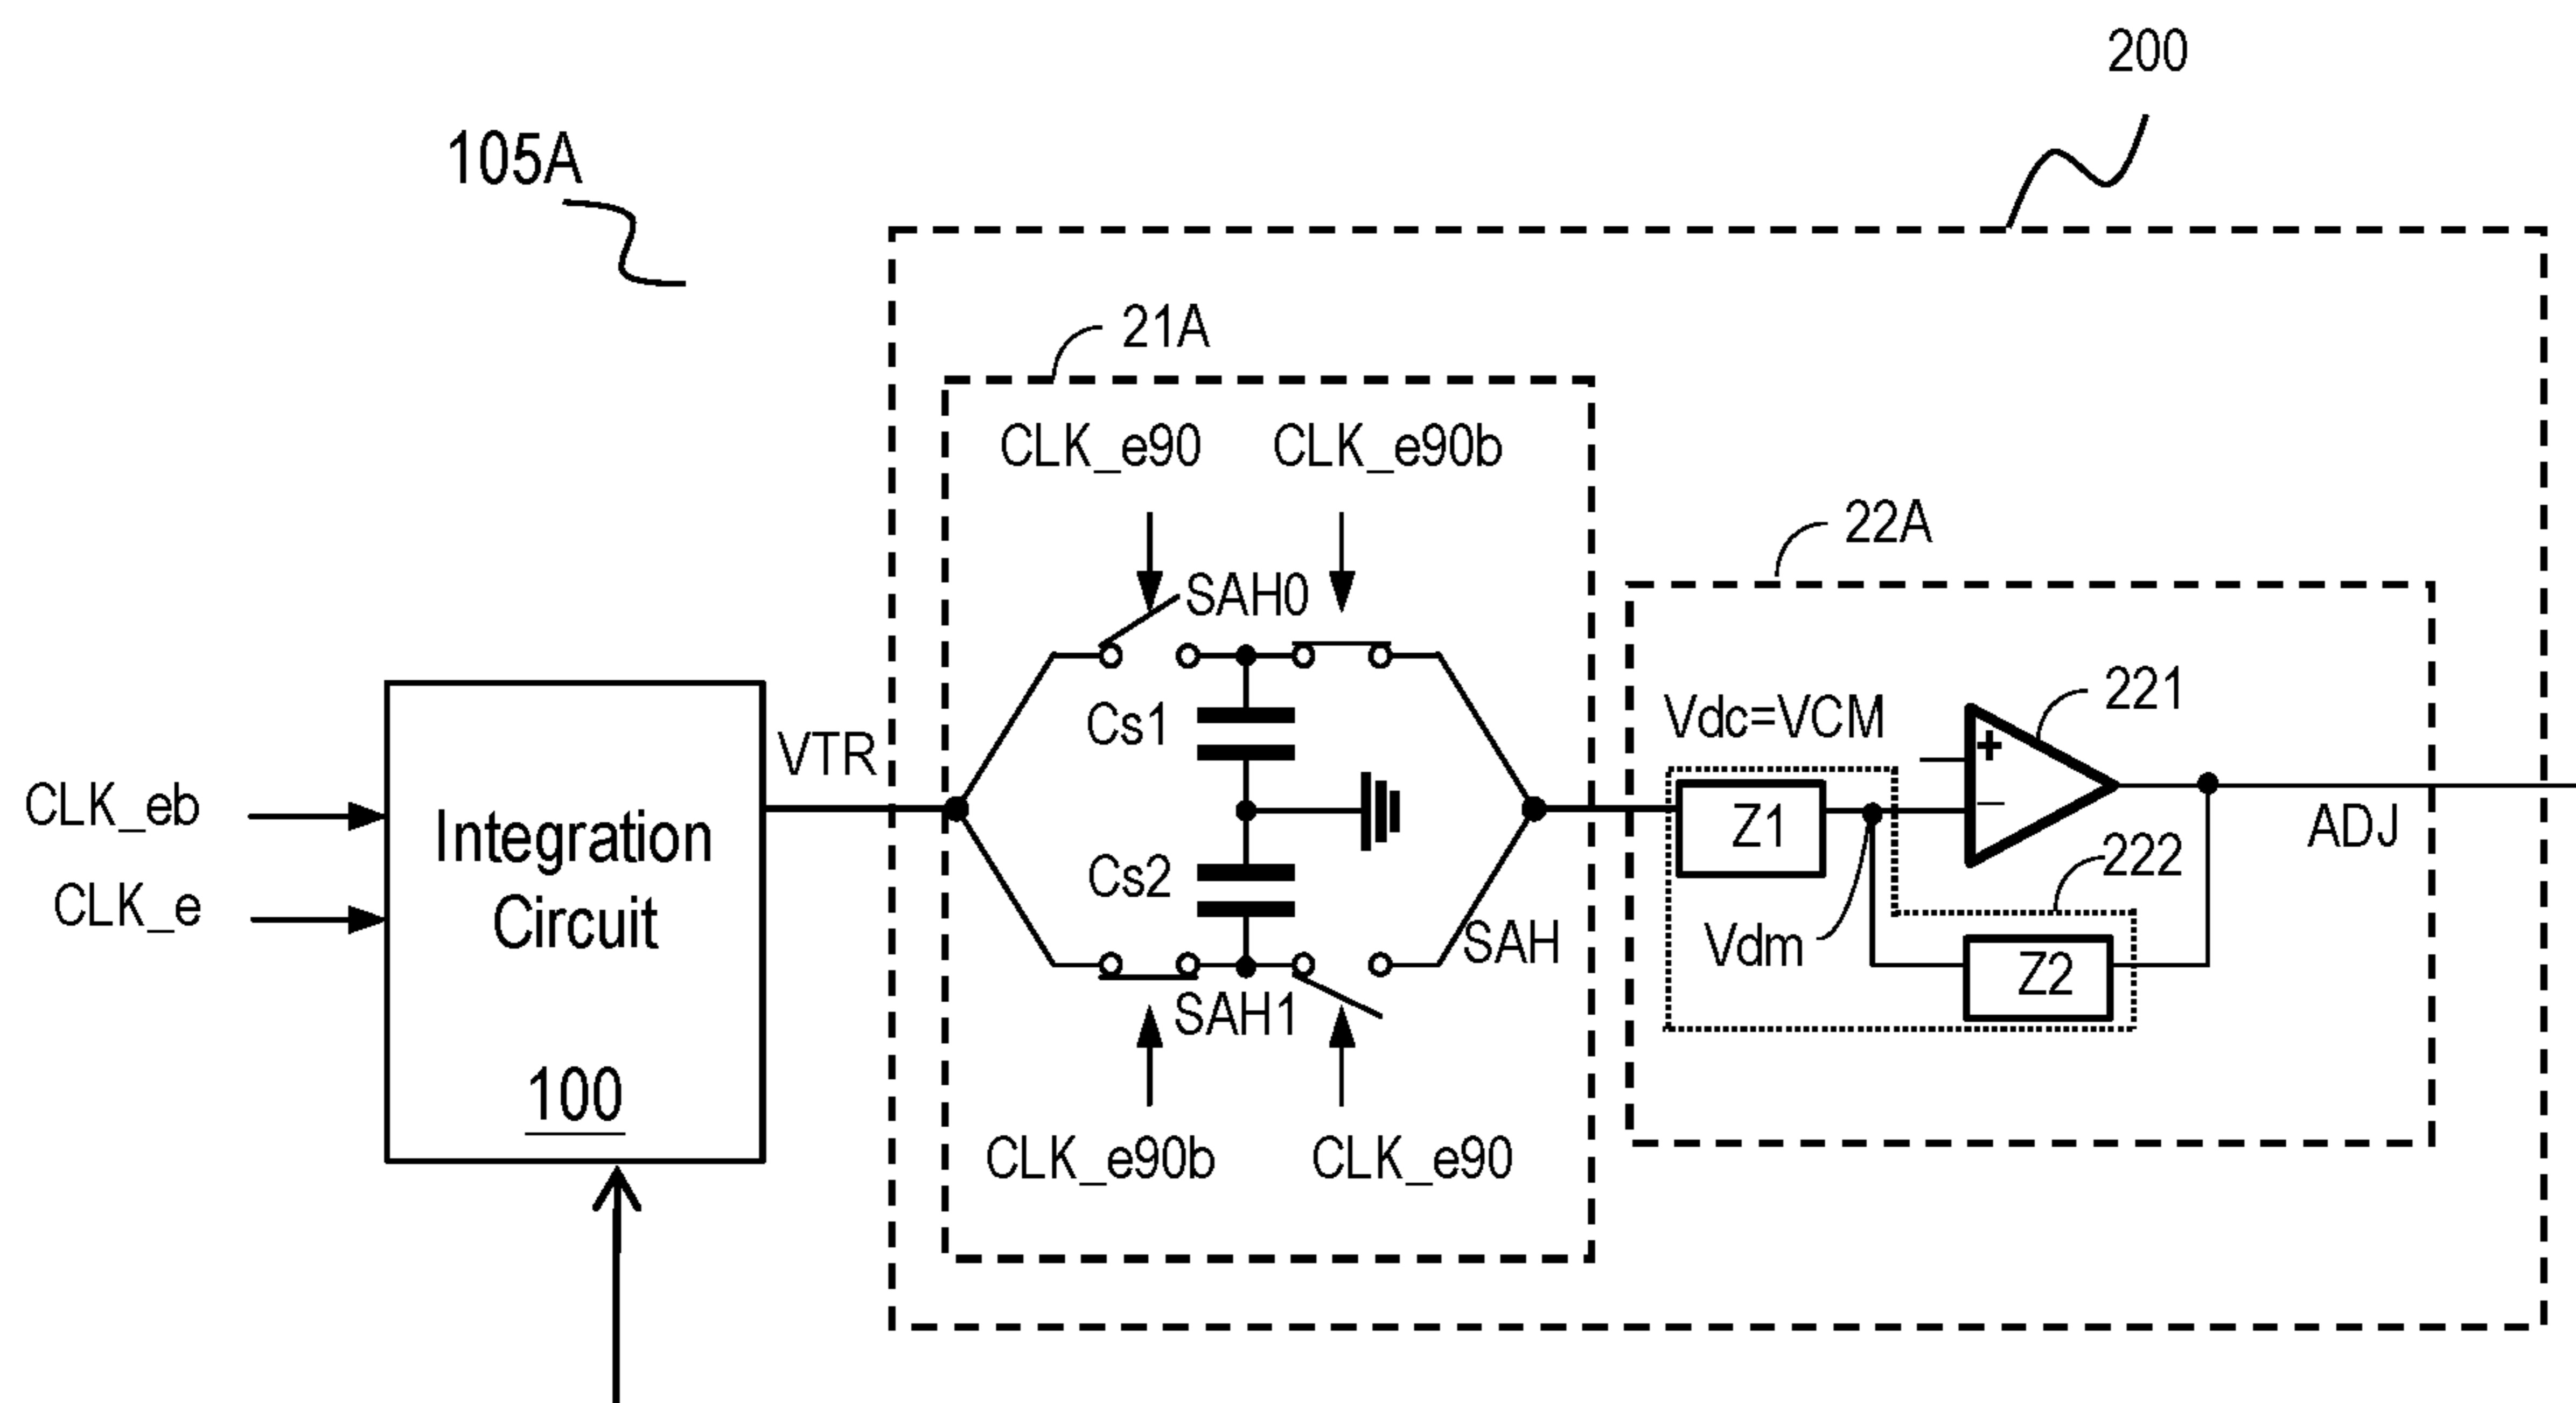 200
105A
21A
CLK_e90 CLK_e90b
22A
SAH0
Vdc=VCM
221
+
Cs1
VTR
CLK_eb
Integration
Circuit
Z1
−
ADJ
222
Cs2
CLK_e
Vdm
SAH
Z2
SAH1
100
CLK_e90b CLK_e90